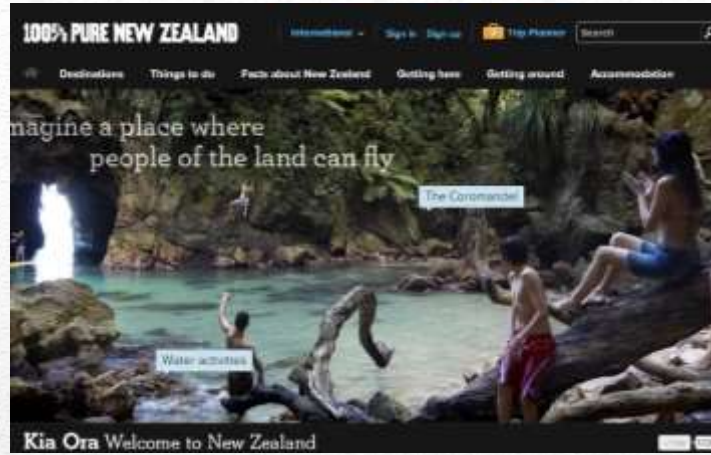 100% PURE NEW ZEALAND
International Sign in Sign up Trip Planner Search
Destinations Things to do Facts about New Zealand Getting here Getting around Accommodation
magine a place where
people of the land can fly
The Coromandel
Water activities
Kia Ora Welcome to New Zealand